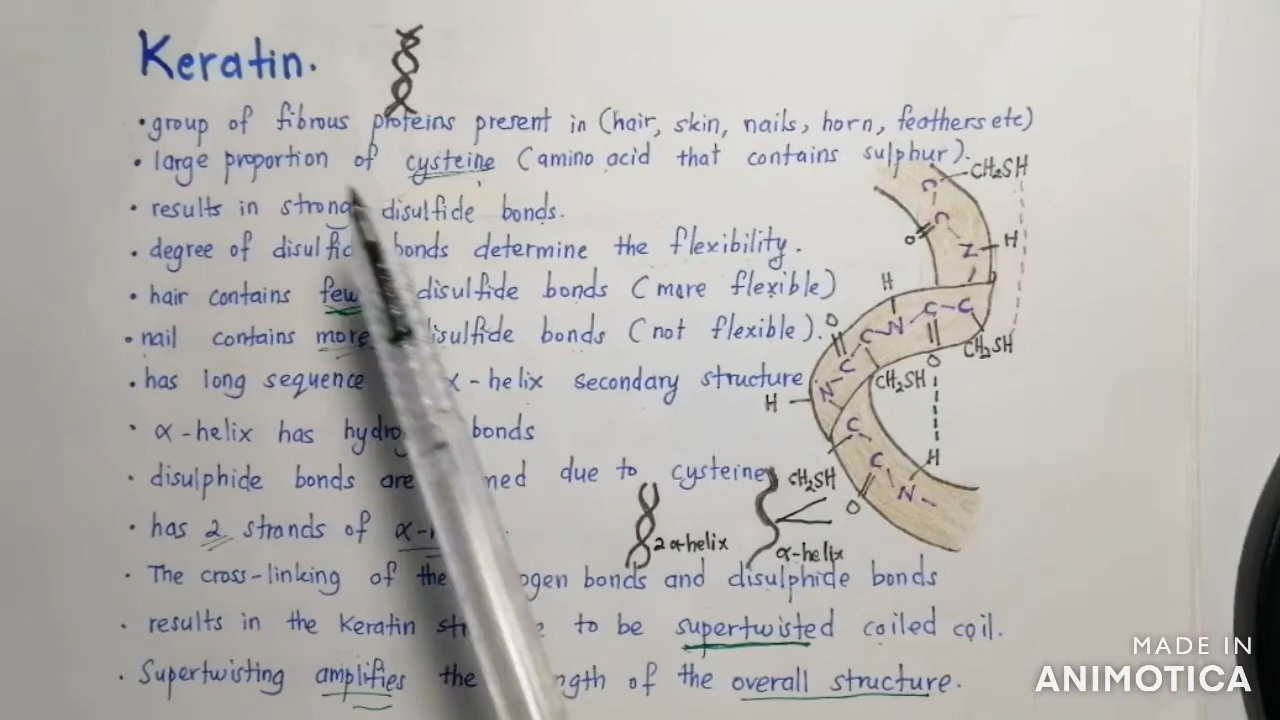 Keratin.
• group of fibrous proteins present in (hair, skin, nails, horn, feathers etc)
• large proportion of cysteine (amino acid that contains sulphur).
• results in strong disulfide bonds.
• degree of disulfide bonds determine the flexibility.
• hair contains few disulfide bonds (more flexible)
• nail contains more disulfide bonds (not flexible).
• has long sequence α-helix secondary structure
• α-helix has hydrogen bonds
• disulphide bonds are formed due to cysteine
• has 2 strands of α-
• The cross-linking of the bonds and disulphide bonds
• results in the Keratin to be supertwisted coiled coil.
• Supertwisting amplifies the of the overall structure.
2 α-helix
α-helix
CH₂SH
C
C
O
N H
H
O C C
C N
O CH₂SH
C CH₂SH
N
H
C
C H
CH₂SH N
O
MADE IN
ANIMOTICA